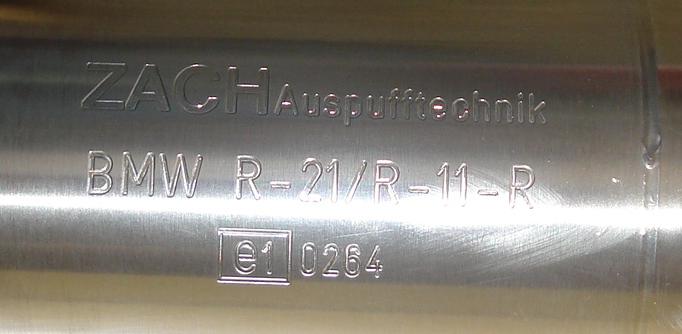 ZACH Auspufftechnik
BMW R-21/R-11-R
e1 0264